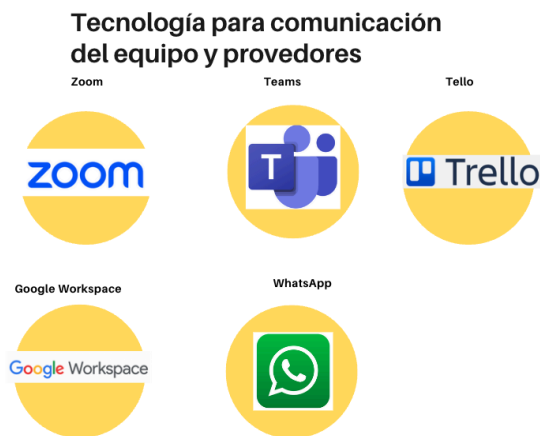 Tecnología para comunicación
del equipo y provedores
Zoom
Teams
Tello
zoom
T
Trello
Google Workspace
WhatsApp
Google Workspace